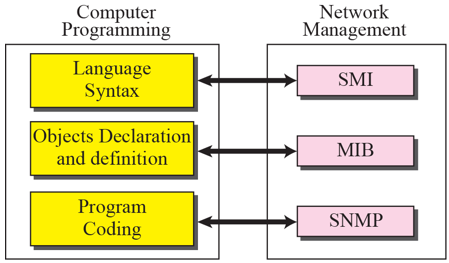 Computer
Programming
Network
Management
Language
Syntax
SMI
Objects Declaration
and definition
MIB
Program
Coding
SNMP